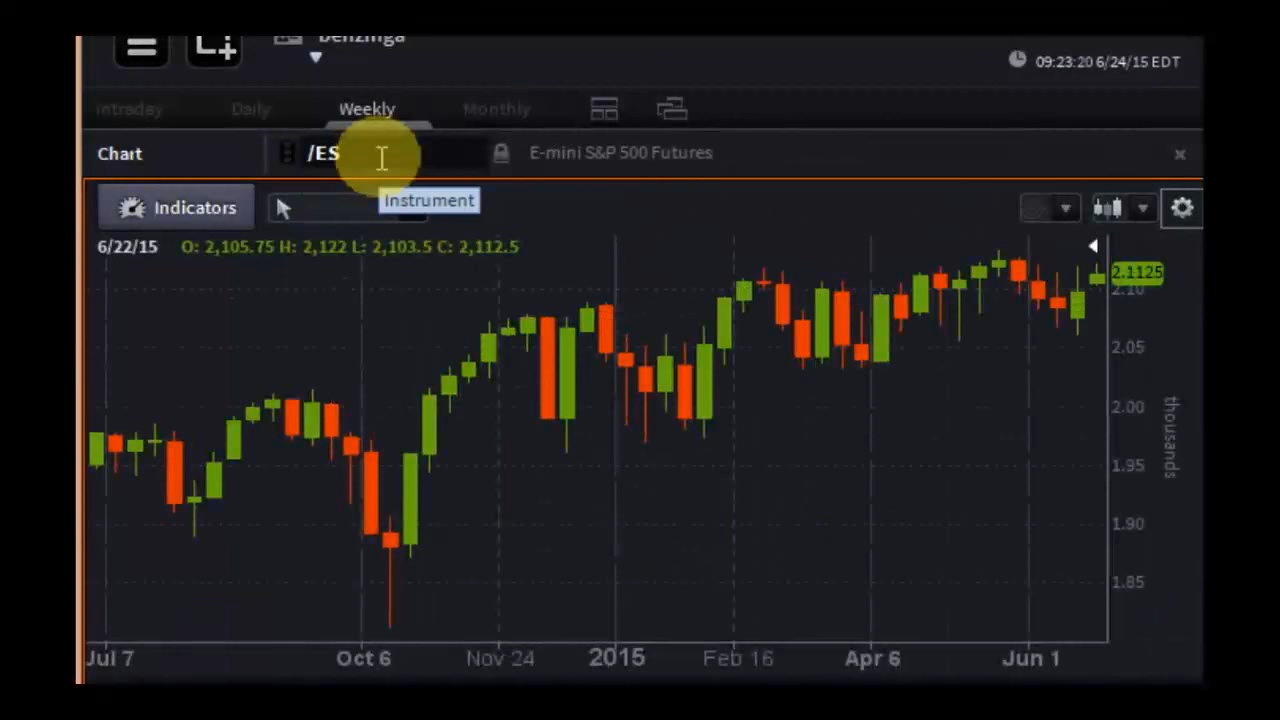 benzinga
09:23:20 6/24/15 EDT
Intraday Daily Weekly Monthly
Chart /ES E-mini S&P 500 Futures
Instrument
Indicators
6/22/15 O: 2,105.75 H: 2,122 L: 2,103.5 C: 2,112.5
2.1125
2.10
2.05
2.00
1.95
1.90
1.85
thousands
Jul 7 Oct 6 Nov 24 2015 Feb 16 Apr 6 Jun 1